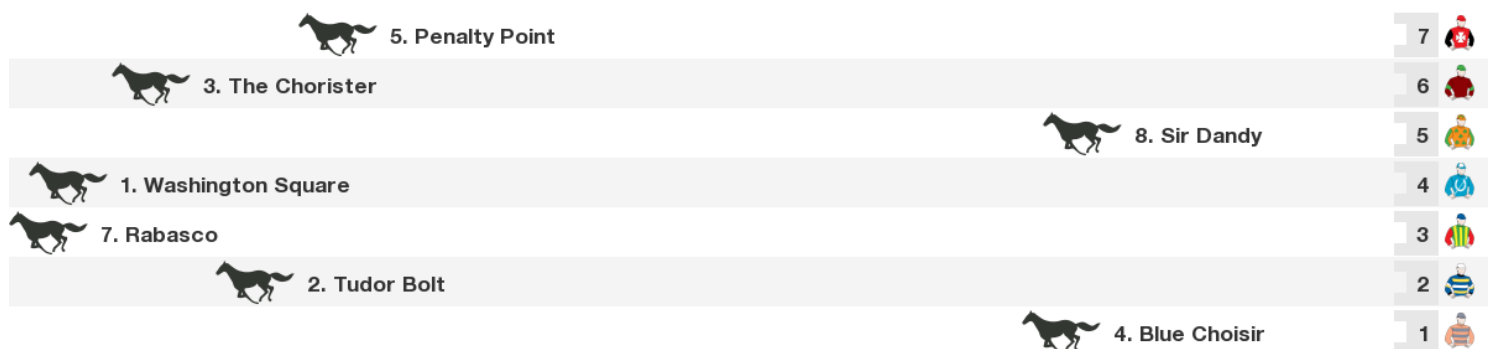 5. Penalty Point 7
3. The Chorister 6
8. Sir Dandy 5
1. Washington Square 4
7. Rabasco 3
2. Tudor Bolt 2
4. Blue Choisir 1